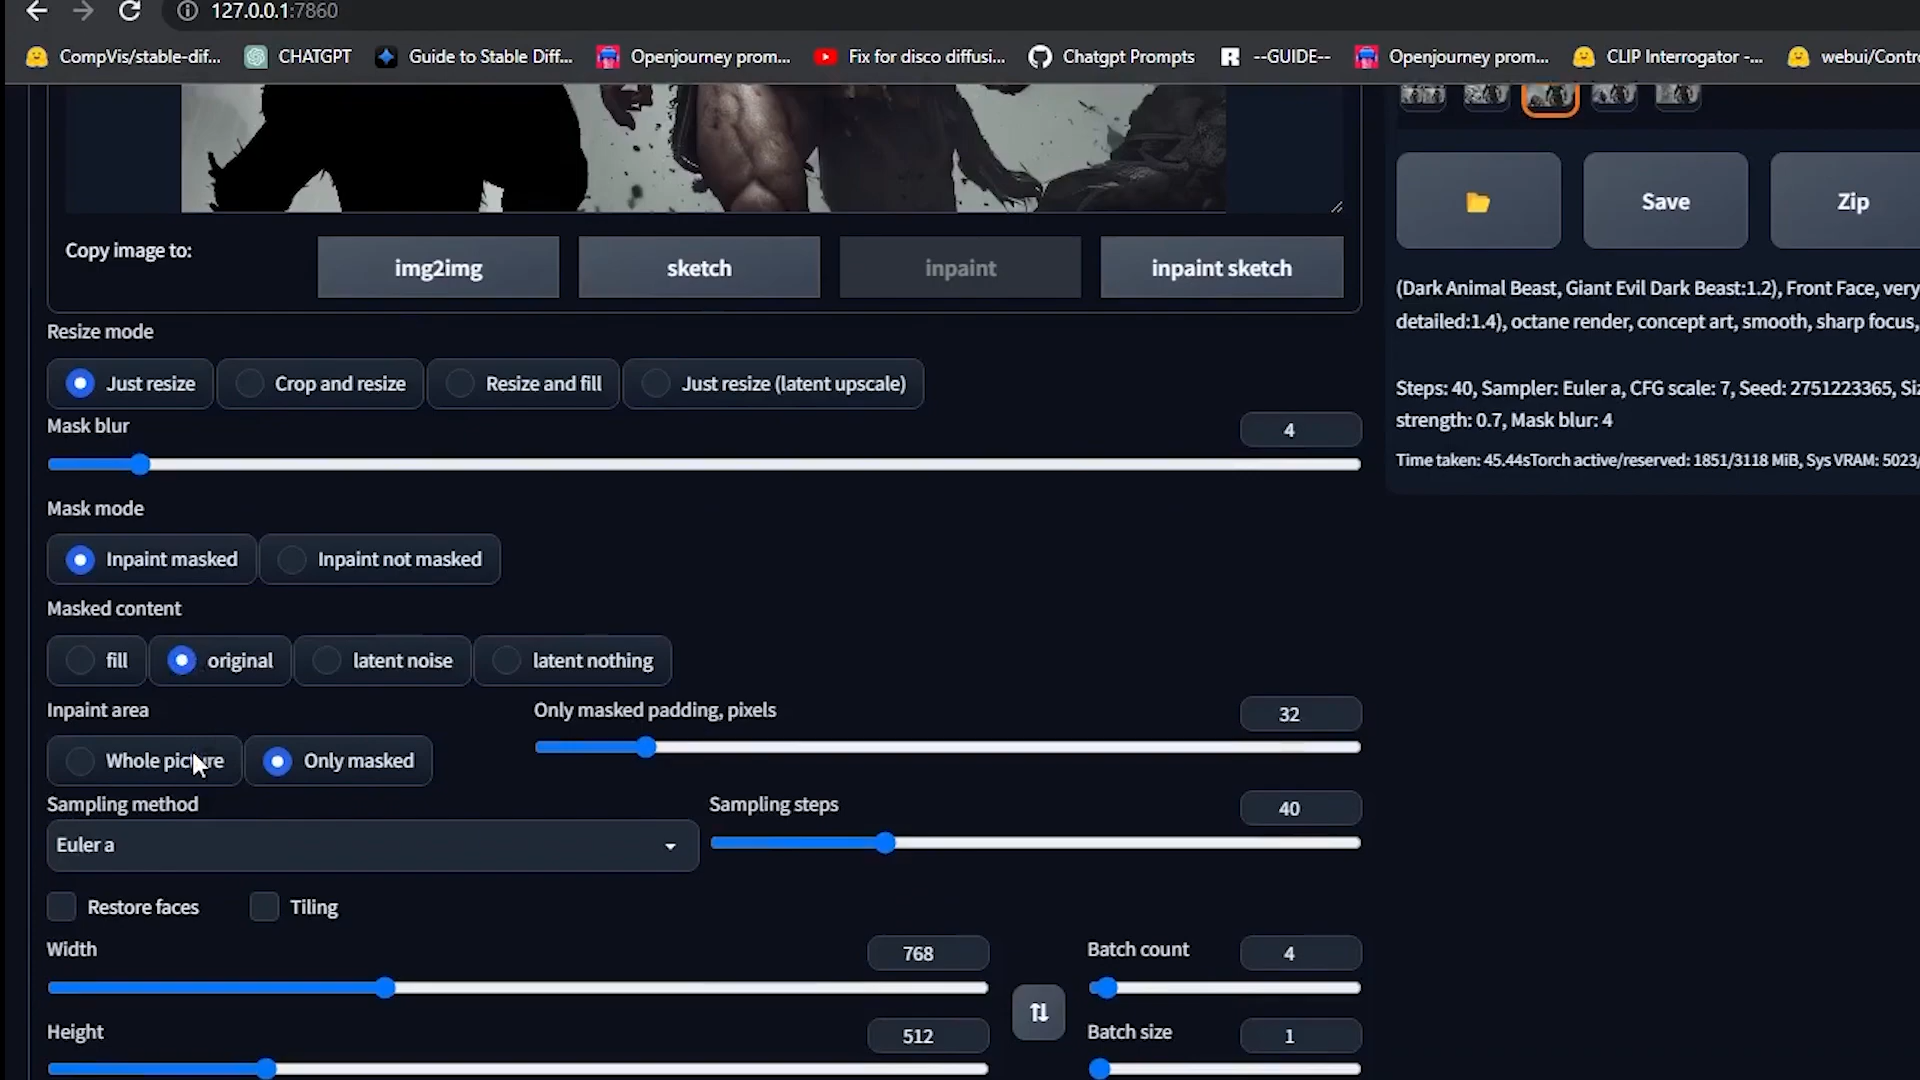 127.0.0.1:7860
CompVis/stable-dif...
CHATGPT
Guide to Stable Diff...
Openjourney prom...
Fix for disco diffusi...
Chatgpt Prompts
--GUIDE--
Openjourney prom...
CLIP Interrogator -...
webui/Contr
Save
Zip
Copy image to:
img2img
sketch
inpaint
inpaint sketch
(Dark Animal Beast, Giant Evil Dark Beast:1.2), Front Face, very
detailed:1.4), octane render, concept art, smooth, sharp focus,
Steps: 40, Sampler: Euler a, CFG scale: 7, Seed: 2751223365, Siz
strength: 0.7, Mask blur: 4
Time taken: 45.44sTorch active/reserved: 1851/3118 MiB, Sys VRAM: 5023/
Resize mode
Just resize
Crop and resize
Resize and fill
Just resize (latent upscale)
Mask blur
4
Mask mode
Inpaint masked
Inpaint not masked
Masked content
fill
original
latent noise
latent nothing
Inpaint area
Only masked padding, pixels
32
Whole picture
Only masked
Sampling method
Sampling steps
40
Euler a
Restore faces
Tiling
Width
768
Batch count
4
Height
512
Batch size
1